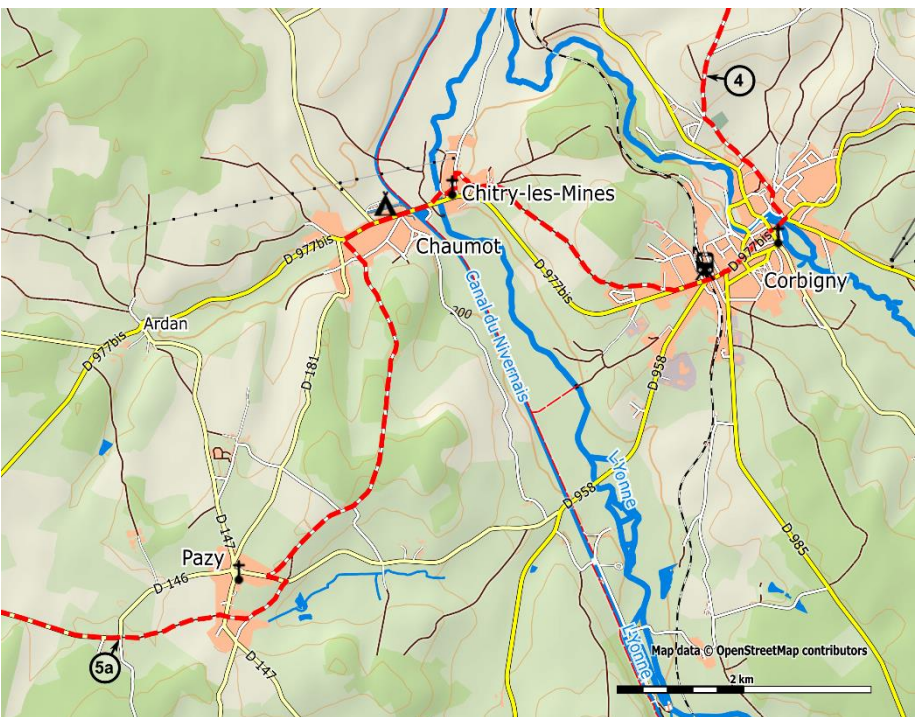 4
Chitry-les-Mines
D 977bis
Chaumot
D 977bis
Corbigny
Canal du Nivernais
D 977bis
200
Ardan
D 977bis
D 181
D 958
L'Yonne
D 958
D 147
D 985
Pazy
D 146
L'Yonne
D 147
5a
Map data © OpenStreetMap contributors
2 km